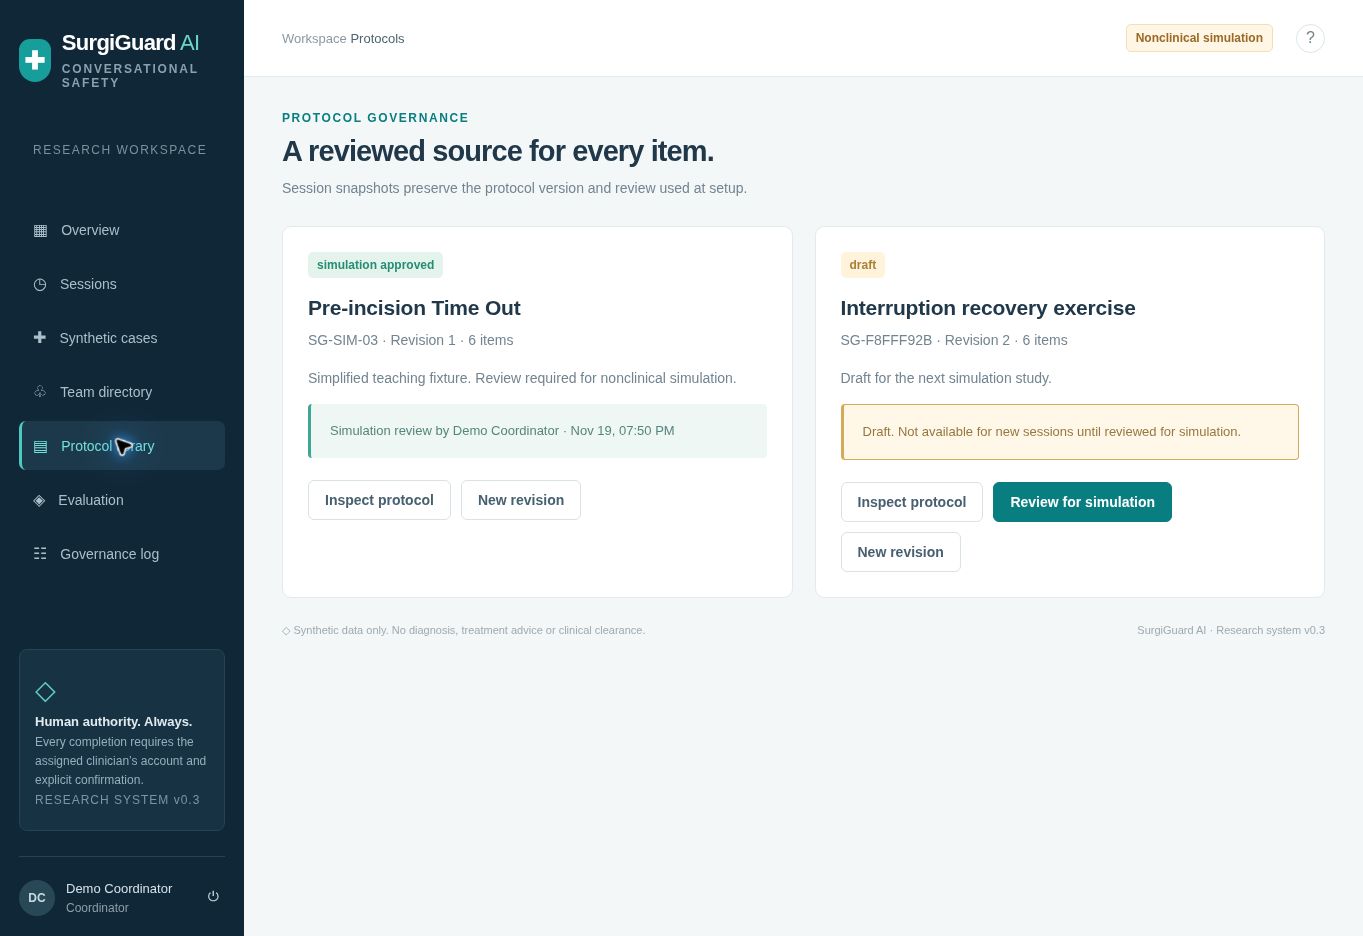 SurgiGuard AI
CONVERSATIONAL
SAFETY
RESEARCH WORKSPACE
Overview
Sessions
Synthetic cases
Team directory
Protocol rary
Evaluation
Governance log
Human authority. Always.
Every completion requires the
assigned clinician's account and
explicit confirmation.
RESEARCH SYSTEM v0.3
DC
Demo Coordinator
Coordinator
Workspace Protocols
Nonclinical simulation
?
PROTOCOL GOVERNANCE
A reviewed source for every item.
Session snapshots preserve the protocol version and review used at setup.
simulation approved
Pre-incision Time Out
SG-SIM-03 · Revision 1 · 6 items
Simplified teaching fixture. Review required for nonclinical simulation.
Simulation review by Demo Coordinator · Nov 19, 07:50 PM
Inspect protocol
New revision
draft
Interruption recovery exercise
SG-F8FFF92B · Revision 2 · 6 items
Draft for the next simulation study.
Draft. Not available for new sessions until reviewed for simulation.
Inspect protocol
Review for simulation
New revision
◇ Synthetic data only. No diagnosis, treatment advice or clinical clearance.
SurgiGuard AI · Research system v0.3